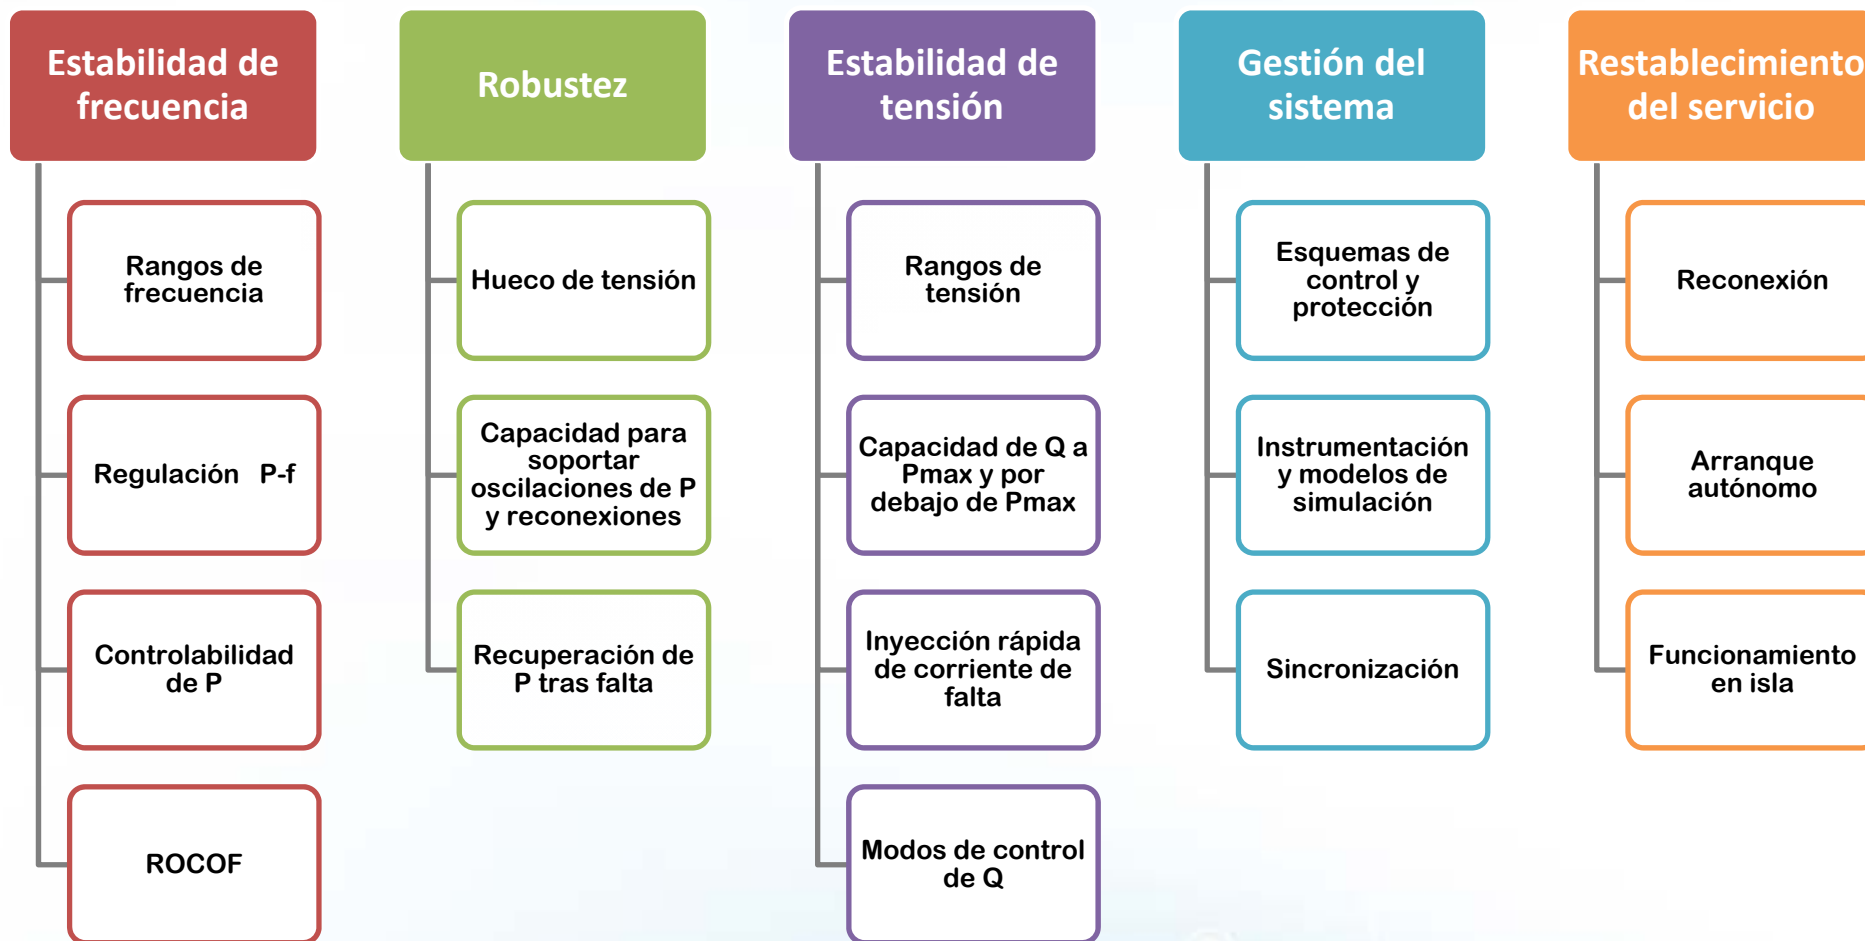 Estabilidad de
frecuencia
Rangos de
frecuencia
Regulación P-f
Controlabilidad
de P
ROCOF
Robustez
Hueco de tensión
Capacidad para
soportar
oscilaciones de P
y reconexiones
Recuperación de
P tras falta
Estabilidad de
tensión
Rangos de
tensión
Capacidad de Q a
Pmax y por
debajo de Pmax
Inyección rápida
de corriente de
falta
Modos de control
de Q
Gestión del
sistema
Esquemas de
control y
protección
Instrumentación
y modelos de
simulación
Sincronización
Restablecimiento
del servicio
Reconexión
Arranque
autónomo
Funcionamiento
en isla